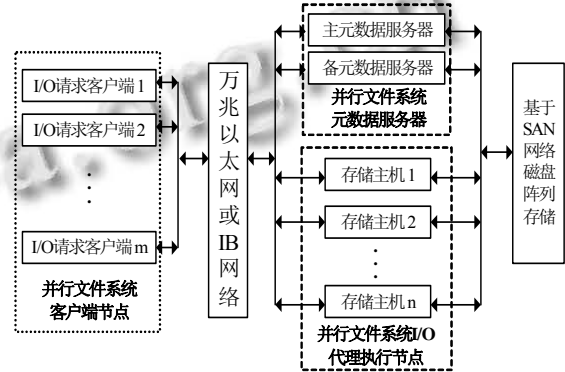 I/O请求客户端 1
I/O请求客户端 2
I/O请求客户端 m
并行文件系统
客户端节点
万
兆
以
太
网
或
IB
网
络
主元数据服务器
备元数据服务器
并行文件系统
元数据服务器
存储主机 1
存储主机 2
存储主机 n
并行文件系统I/O
代理执行节点
基于
SAN
网络
磁盘
阵列
存储